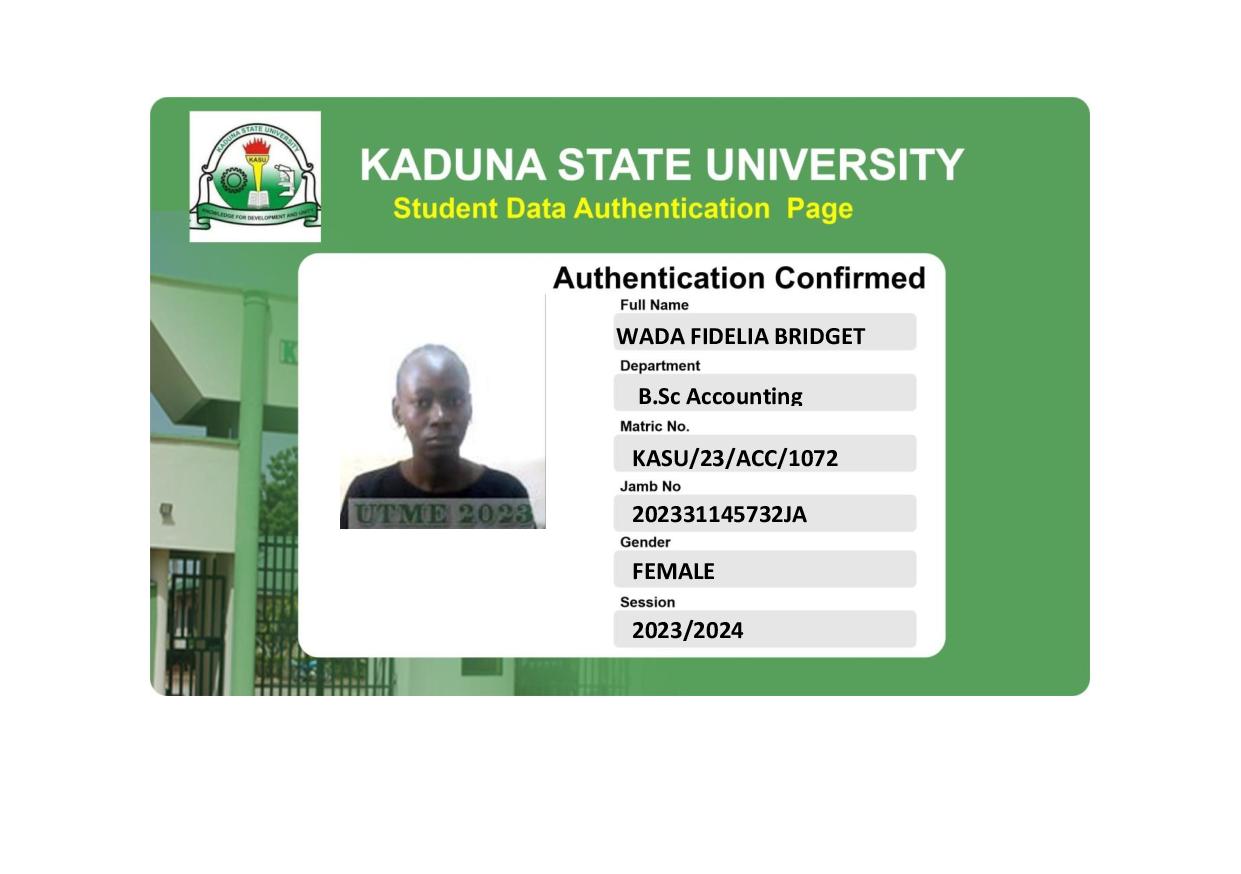 KADUNA STATE UNIVERSITY
KASU
KNOWLEDGE FOR DEVELOPMENT AND UNITY
KADUNA STATE UNIVERSITY
Student Data Authentication Page
Authentication Confirmed
Full Name
WADA FIDELIA BRIDGET
Department
B.Sc Accounting
Matric No.
KASU/23/ACC/1072
Jamb No
202331145732JA
Gender
FEMALE
Session
2023/2024
UTME 2023
K